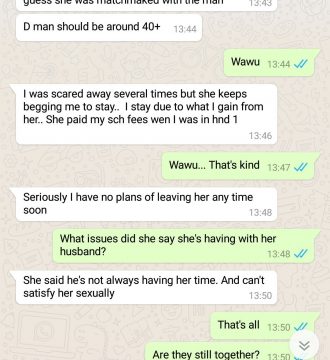 guess she was matchmaked with the man
13:43
D man should be around 40+
13:44
Wawu 13:44
I was scared away several times but she keeps
begging me to stay.. I stay due to what I gain from
her.. She paid my sch fees wen I was in hnd 1
13:46
Wawu... That's kind 13:47
Seriously I have no plans of leaving her any time
soon
13:48
What issues did she say she's having with her
husband?
13:48
She said he's not always having her time. And can't
satisfy her sexually
13:50
That's all 13:50
Are they still together?